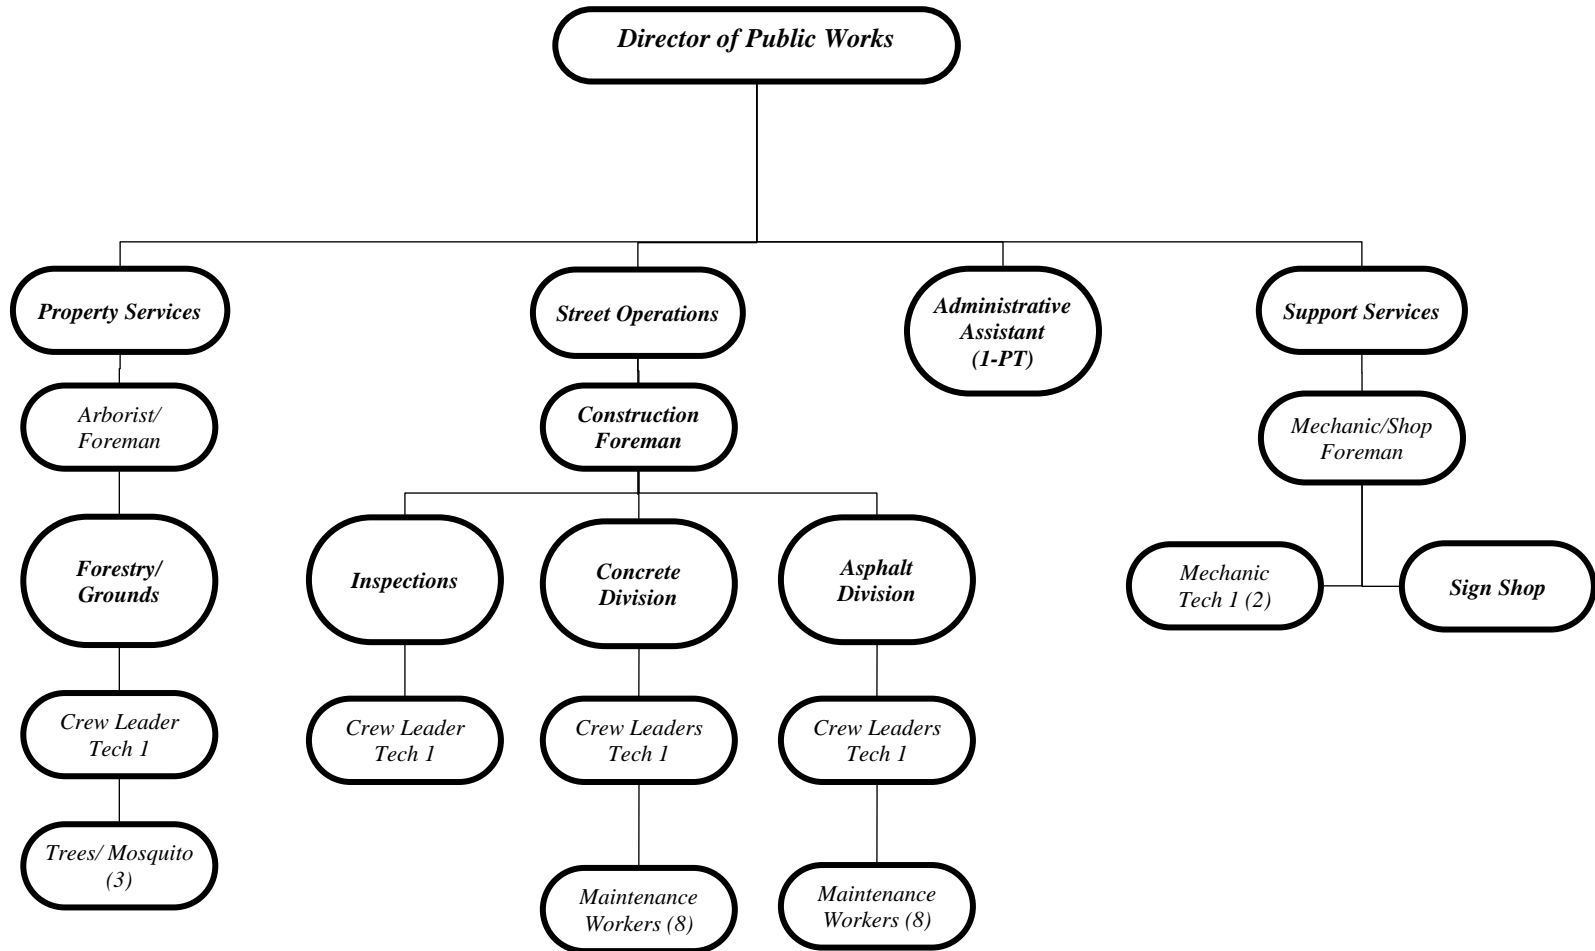 Director of Public Works
Property Services
Street Operations
Administrative
Assistant
(1-PT)
Support Services
Arborist/
Foreman
Construction
Foreman
Mechanic/Shop
Foreman
Forestry/
Grounds
Inspections
Concrete
Division
Asphalt
Division
Mechanic
Tech 1 (2)
Sign Shop
Crew Leader
Tech 1
Crew Leader
Tech 1
Crew Leaders
Tech 1
Crew Leaders
Tech 1
Trees/ Mosquito
(3)
Maintenance
Workers (8)
Maintenance
Workers (8)